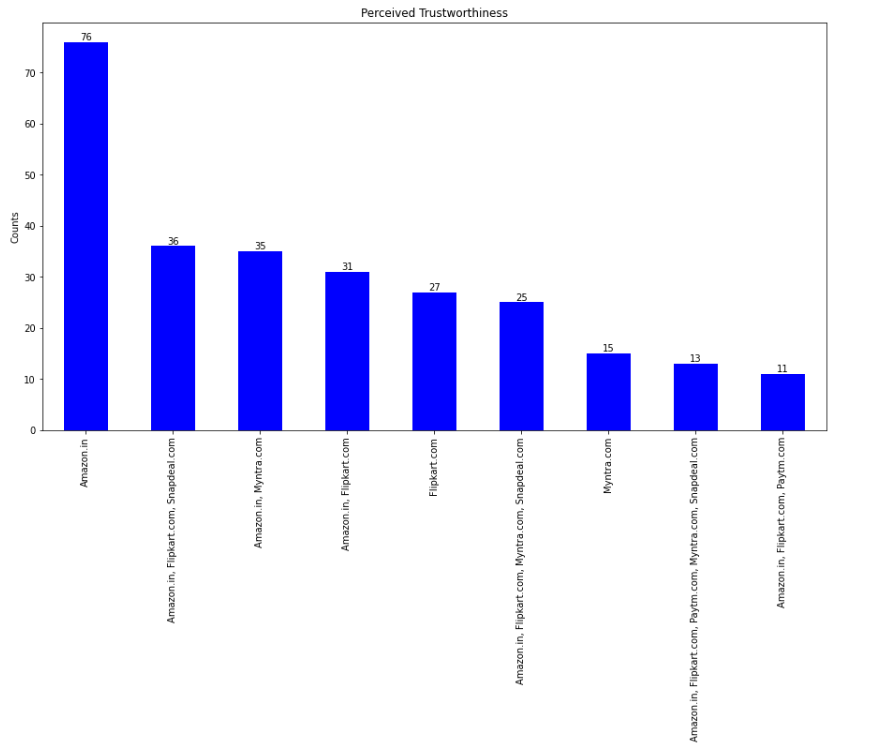 Perceived Trustworthiness
Counts
70
60
50
40
30
20
10
0
76
36
35
31
27
25
15
13
11
Amazon.in
Amazon.in, Flipkart.com, Snapdeal.com
Amazon.in, Myntra.com
Amazon.in, Flipkart.com
Flipkart.com
Amazon.in, Flipkart.com, Myntra.com, Snapdeal.com
Myntra.com
Amazon.in, Flipkart.com, Paytm.com, Myntra.com, Snapdeal.com
Amazon.in, Flipkart.com, Paytm.com